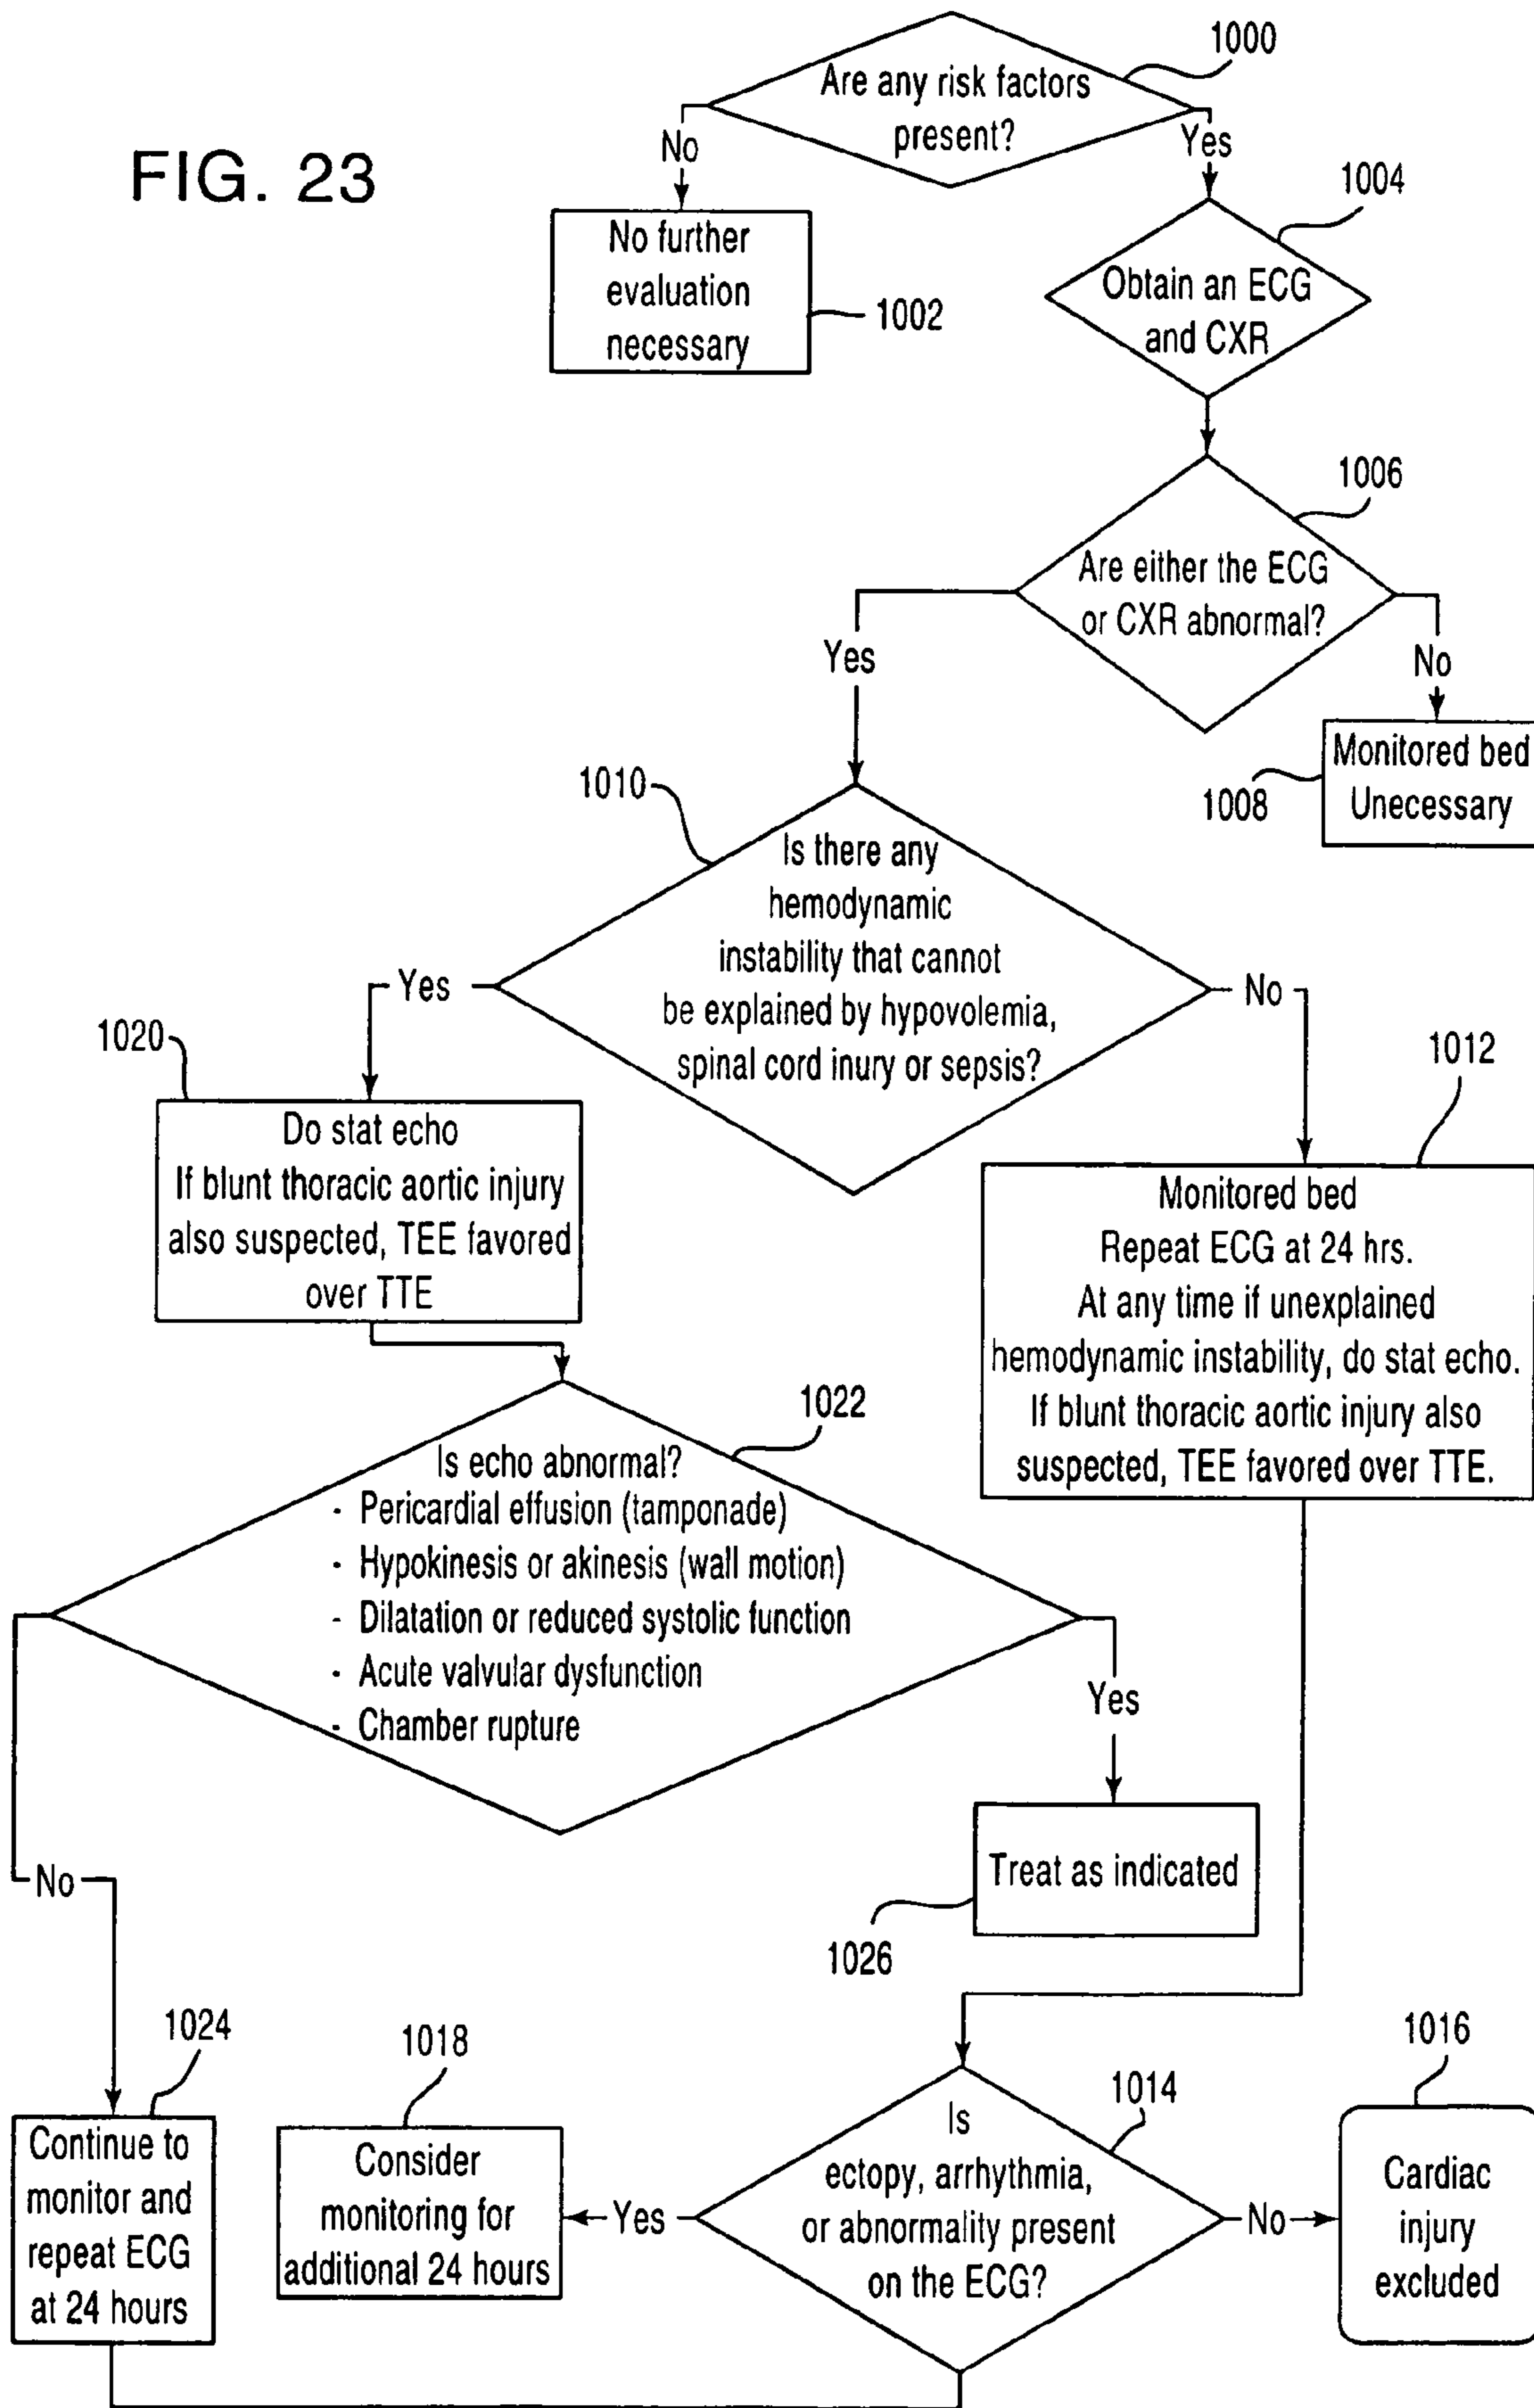 FIG. 23
1000
Are any risk factors
present?
No
Yes
1004
No further
evaluation
necessary
1002
Obtain an ECG
and CXR
1006
Are either the ECG
or CXR abnormal?
Yes
No
Monitored bed
Unecessary
1008
1010
Is there any
hemodynamic
instability that cannot
be explained by hypovolemia,
spinal cord inury or sepsis?
Yes
No
1020
Do stat echo
If blunt thoracic aortic injury
also suspected, TEE favored
over TTE
1012
Monitored bed
Repeat ECG at 24 hrs.
At any time if unexplained
hemodynamic instability, do stat echo.
If blunt thoracic aortic injury also
suspected, TEE favored over TTE.
1022
Is echo abnormal?
- Pericardial effusion (tamponade)
- Hypokinesis or akinesis (wall motion)
- Dilatation or reduced systolic function
- Acute valvular dysfunction
- Chamber rupture
Yes
No
Treat as indicated
1026
1024
Continue to
monitor and
repeat ECG
at 24 hours
1018
Consider
monitoring for
additional 24 hours
Yes
1014
Is
ectopy, arrhythmia,
or abnormality present
on the ECG?
No
1016
Cardiac
injury
excluded